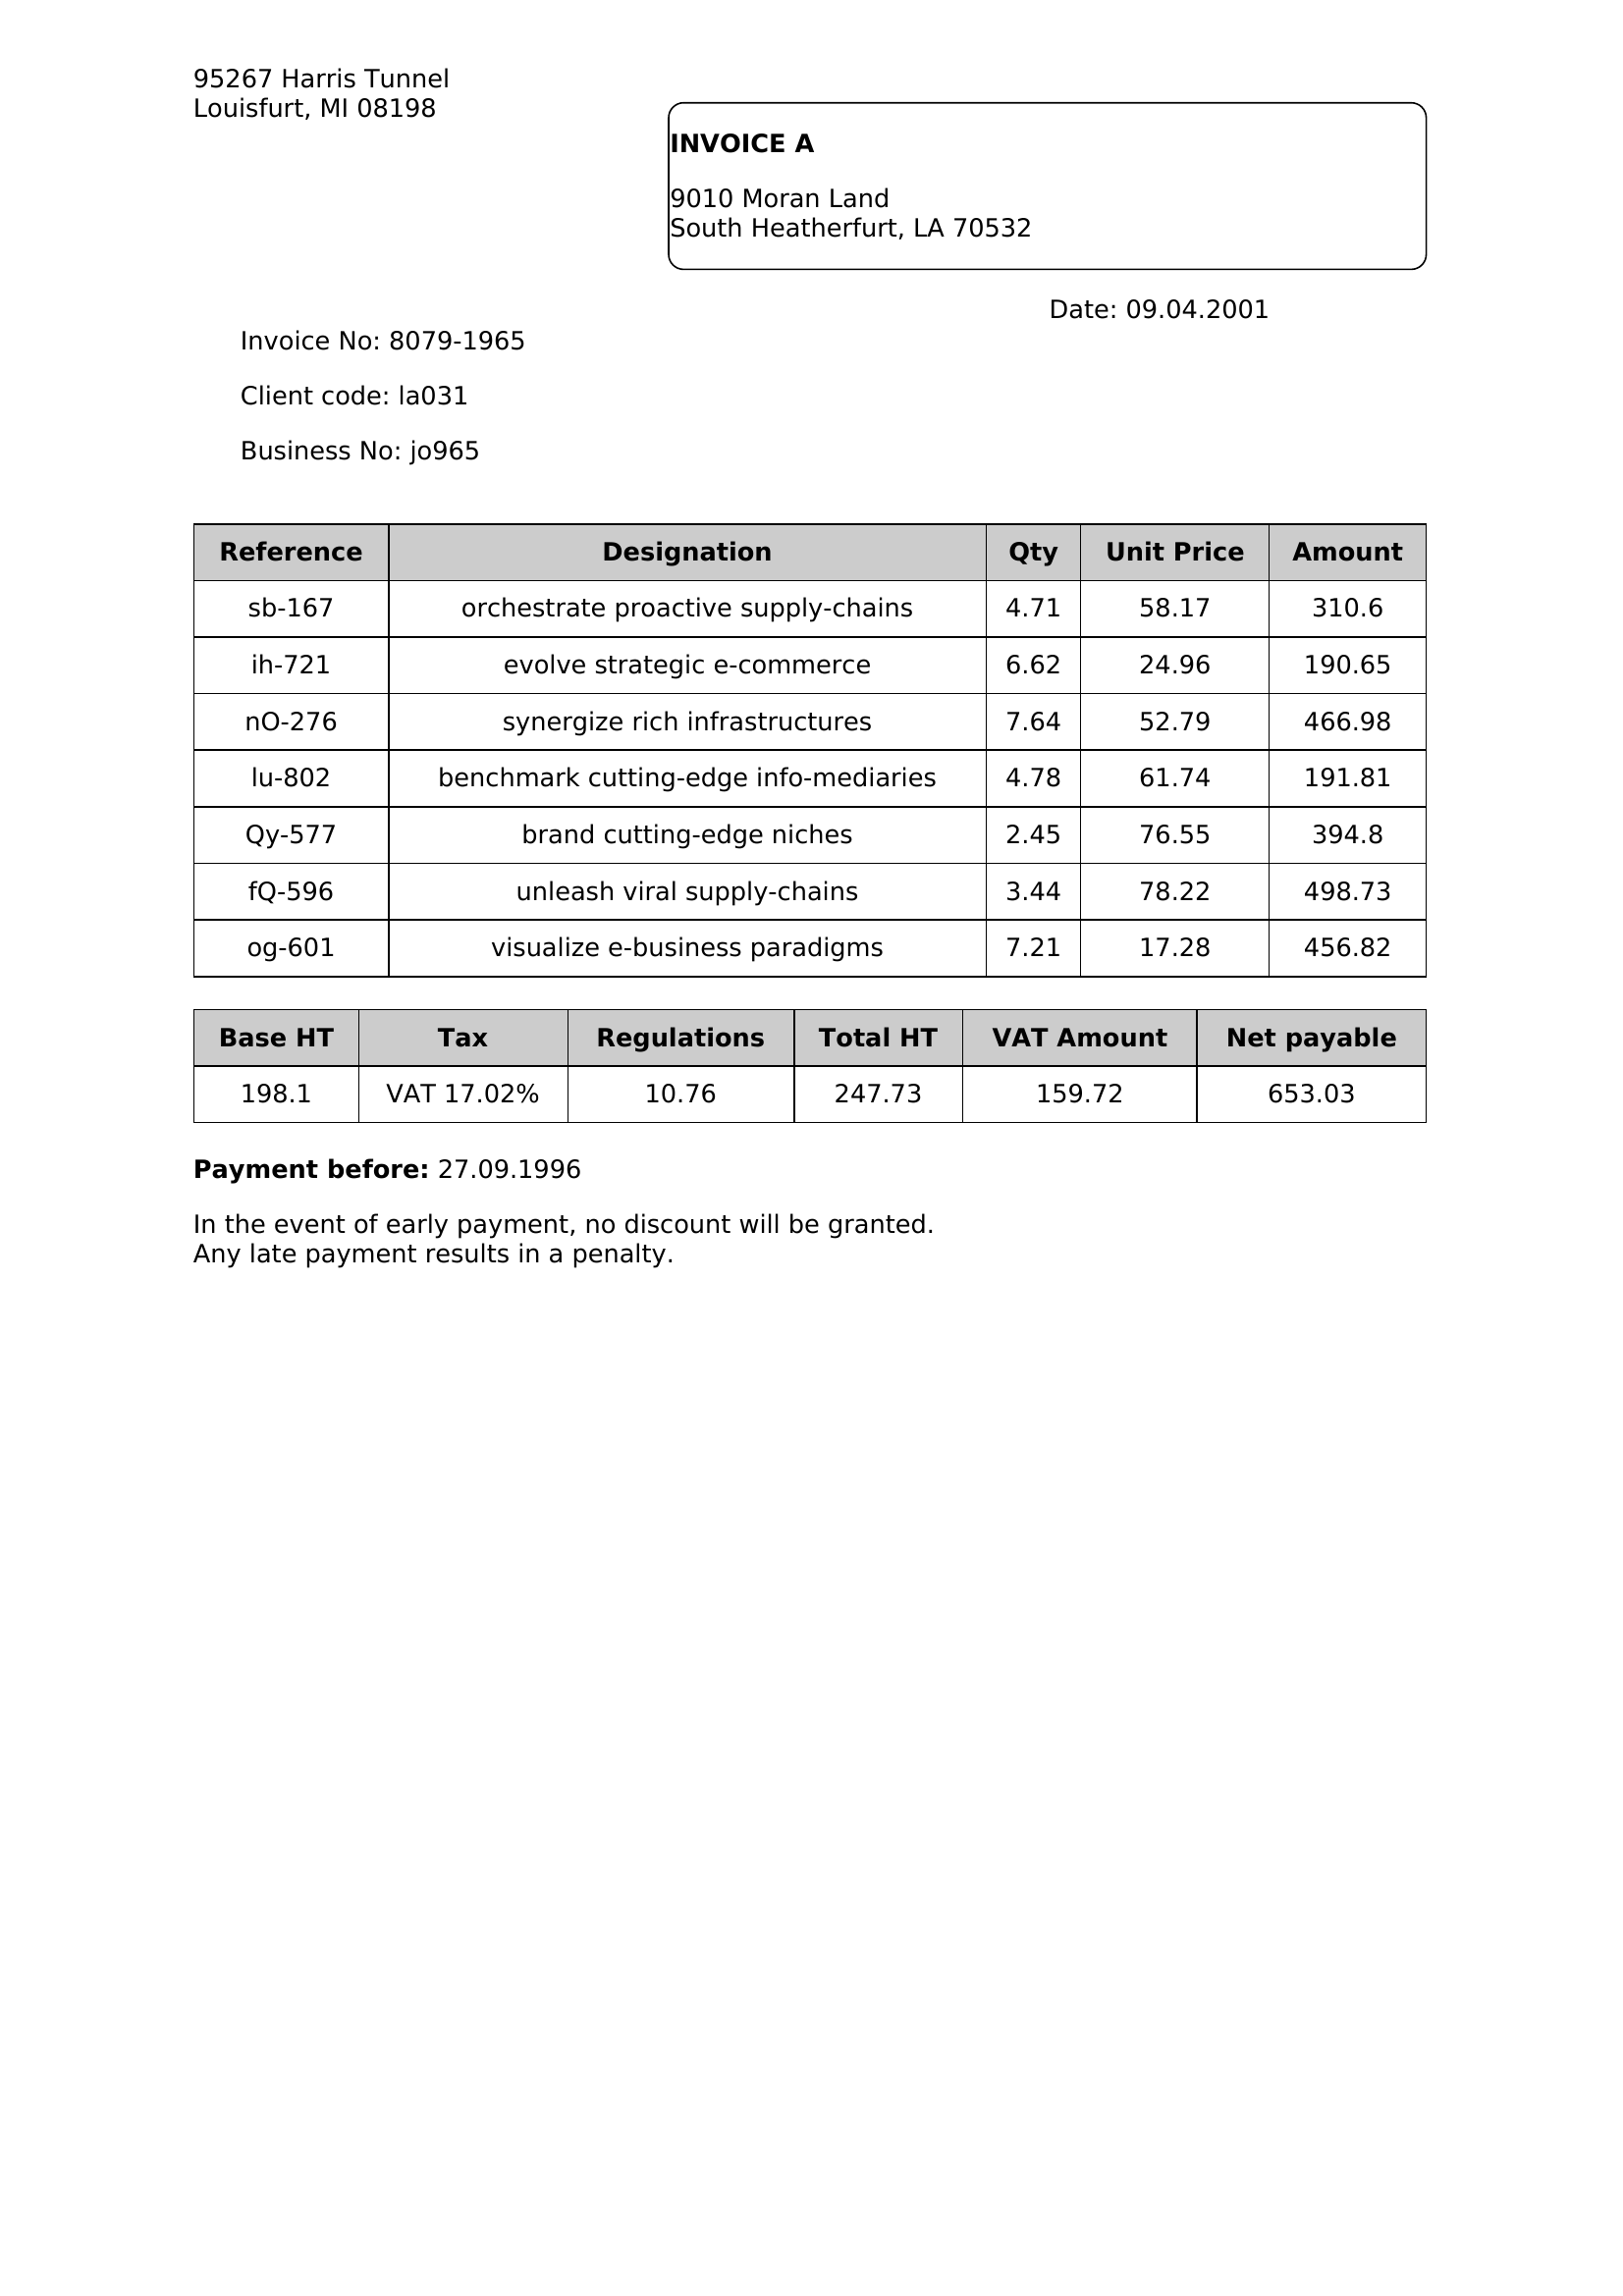 95267 Harris Tunnel
Louisfurt, MI 08198
INVOICE A
9010 Moran Land
South Heatherfurt, LA 70532
Date: 09.04.2001
Invoice No: 8079-1965
Client code: la031
Business No: jo965
Reference Designation Qty Unit Price Amount
sb-167 orchestrate proactive supply-chains 4.71 58.17 310.6
ih-721 evolve strategic e-commerce 6.62 24.96 190.65
nO-276 synergize rich infrastructures 7.64 52.79 466.98
lu-802 benchmark cutting-edge info-mediaries 4.78 61.74 191.81
Qy-577 brand cutting-edge niches 2.45 76.55 394.8
fQ-596 unleash viral supply-chains 3.44 78.22 498.73
og-601 visualize e-business paradigms 7.21 17.28 456.82
Base HT Tax Regulations Total HT VAT Amount Net payable
198.1 VAT 17.02% 10.76 247.73 159.72 653.03
Payment before: 27.09.1996
In the event of early payment, no discount will be granted.
Any late payment results in a penalty.